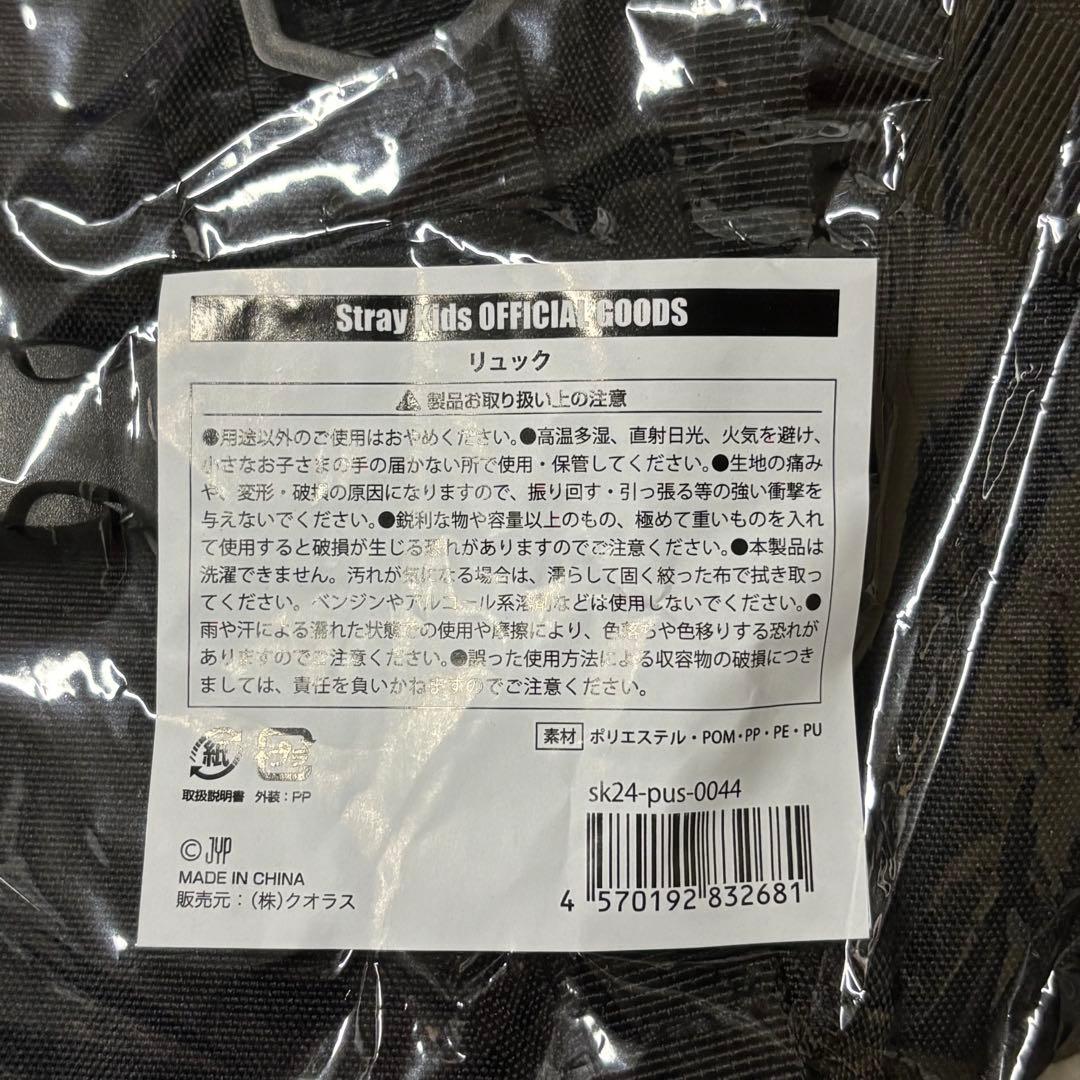 Stray Kids OFFICIAL GOODS
リュック
製品お取り扱い上の注意
●用途以外のご使用はおやめください。●高温多湿、直射日光、火気を避け、
小さなお子さまの手の届かない所で使用・保管してください。●生地の痛み
や、変形・破損の原因になりますので、振り回す・引っ張る等の強い衝撃を
与えないでください。●鋭利な物や容量以上のもの、極めて重いものを入れ
て使用すると破損が生じる恐れがありますのでご注意ください。●本製品は
洗濯できません。汚れが気になる場合は、濡らして固く絞った布で拭き取っ
てください。ベンジンやアルコール系溶剤などは使用しないでください。●
雨や汗による濡れた状態での使用や摩擦により、色落ちや色移りする恐れが
ありますのでご注意ください。●誤った使用方法による収容物の破損につき
ましては、責任を負いかねますのでご注意ください。
素材 ポリエステル・POM・PP・PE・PU
紙 プラ
取扱説明書 外装：PP
sk24-pus-0044
© JYP
MADE IN CHINA
販売元：（株）クオラス
4 570192 832681